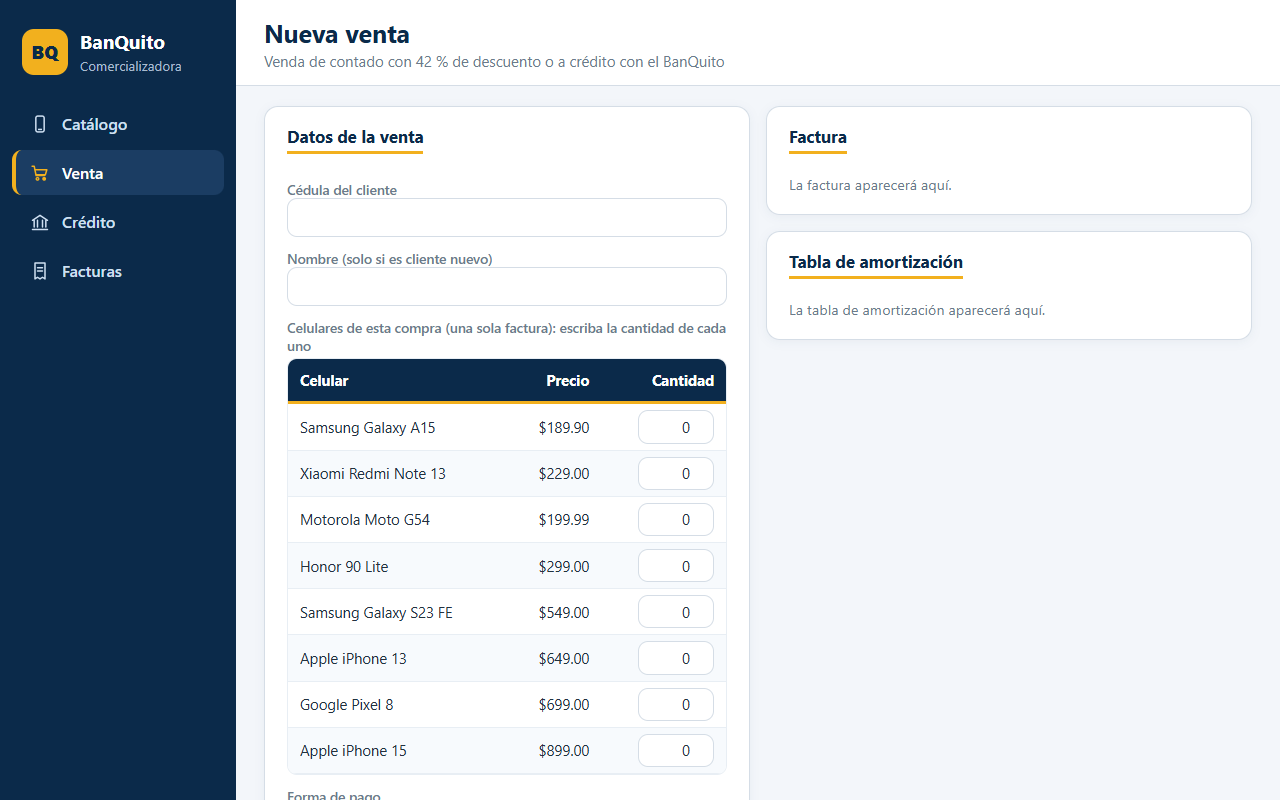 BQ
BanQuito
Comercializadora
Catálogo
Venta
Crédito
Facturas
Nueva venta
Venda de contado con 42 % de descuento o a crédito con el BanQuito
Datos de la venta
Cédula del cliente
Nombre (solo si es cliente nuevo)
Celulares de esta compra (una sola factura): escriba la cantidad de cada
uno
Celular Precio Cantidad
Samsung Galaxy A15 $189.90 0
Xiaomi Redmi Note 13 $229.00 0
Motorola Moto G54 $199.99 0
Honor 90 Lite $299.00 0
Samsung Galaxy S23 FE $549.00 0
Apple iPhone 13 $649.00 0
Google Pixel 8 $699.00 0
Apple iPhone 15 $899.00 0
Forma de pago
Factura
La factura aparecerá aquí.
Tabla de amortización
La tabla de amortización aparecerá aquí.